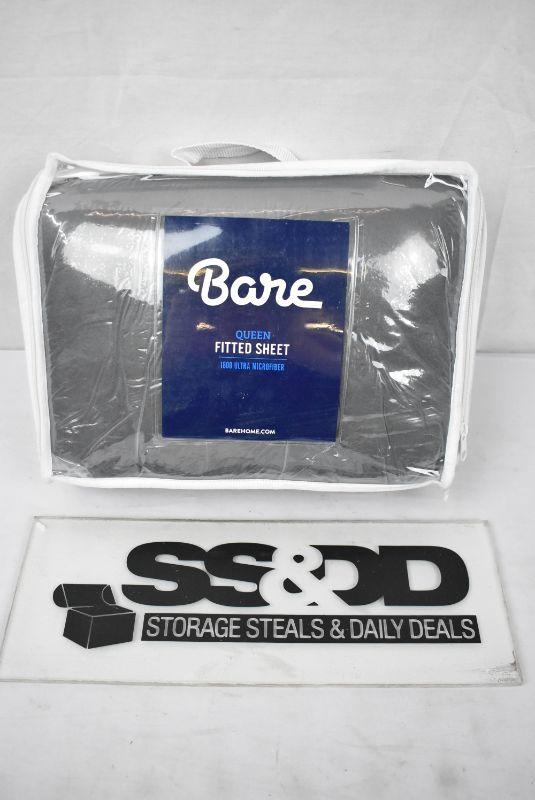 Bare
QUEEN
FITTED SHEET
1800 ULTRA MICROFIBER
BAREHOME.COM
SS&DD
STORAGE STEALS & DAILY DEALS